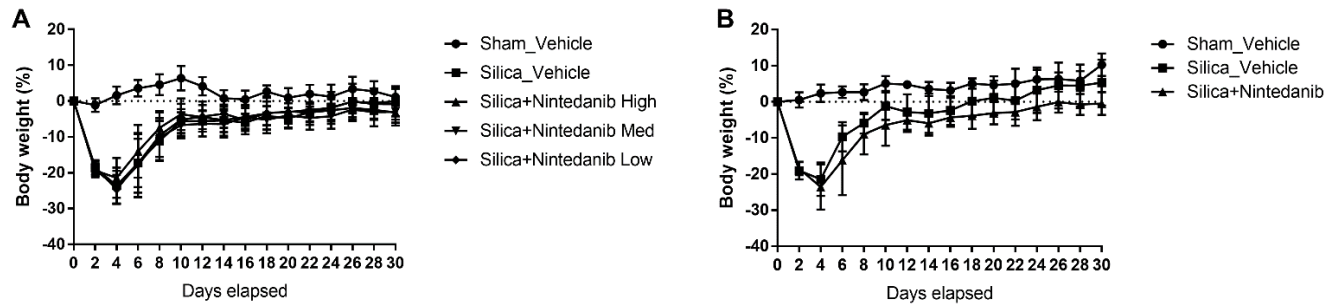 A
Body weight (%)
20
10
0
-10
-20
-30
-40
0 2 4 6 8 10 12 14 16 18 20 22 24 26 28 30
Days elapsed
Sham_Vehicle
Silica_Vehicle
Silica+Nintedanib High
Silica+Nintedanib Med
Silica+Nintedanib Low
B
Body weight (%)
20
10
0
-10
-20
-30
-40
0 2 4 6 8 10 12 14 16 18 20 22 24 26 28 30
Days elapsed
Sham_Vehicle
Silica_Vehicle
Silica+Nintedanib